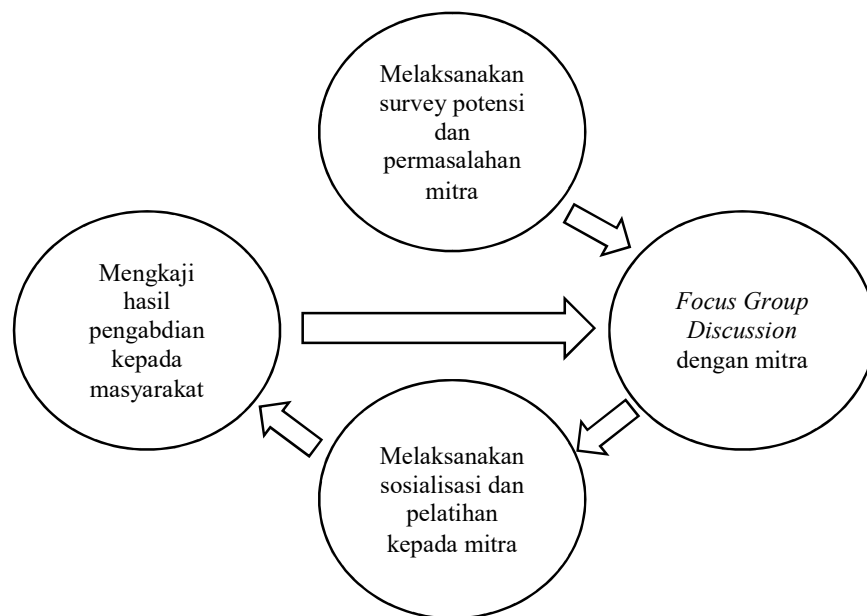 Melaksanakan
survey potensi
dan
permasalahan
mitra
Mengkaji
hasil
pengabdian
kepada
masyarakat
Focus Group
Discussion
dengan mitra
Melaksanakan
sosialisasi dan
pelatihan
kepada mitra